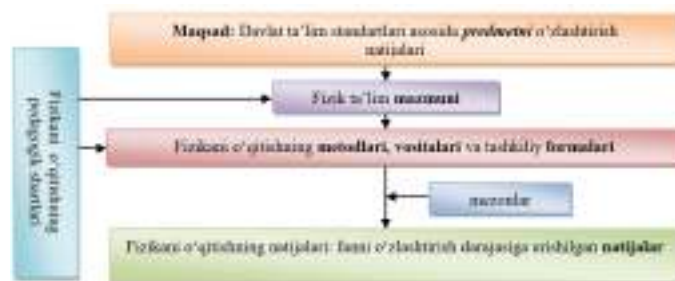 Maqsad: Davlat ta'lim standartlari asosida predmetni o'zlashtirish
natijalari
Fizik ta'lim mazmuni
Fizikani o'qitishning metodlari, vositalari va tashkiliy formalari
mezonlar
Fizikani o'qitishning natijalari: fanni o'zlashtirish darajasiga erishilgan natijalar
Fizikani o'qitishning
pedagogik shartlari